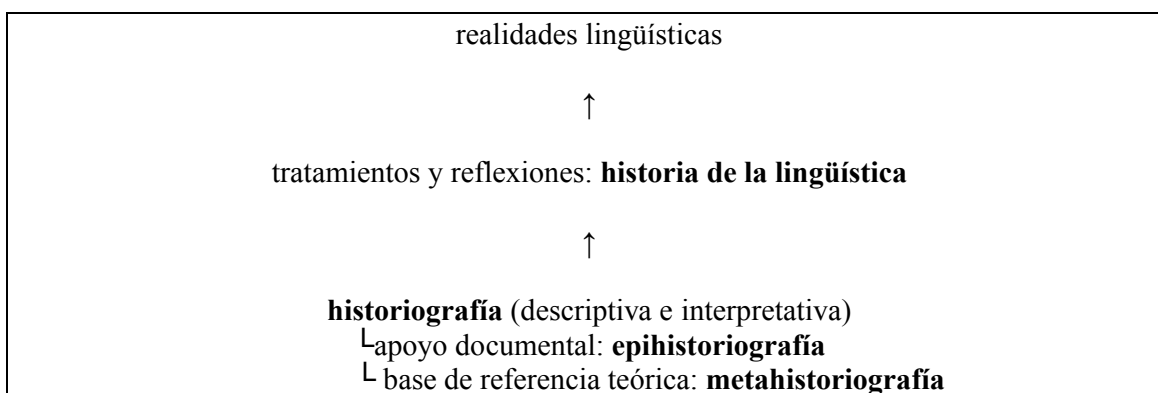 realidades lingüísticas
↑
tratamientos y reflexiones: historia de la lingüística
↑
historiografía (descriptiva e interpretativa)
└apoyo documental: epihistoriografía
└ base de referencia teórica: metahistoriografía